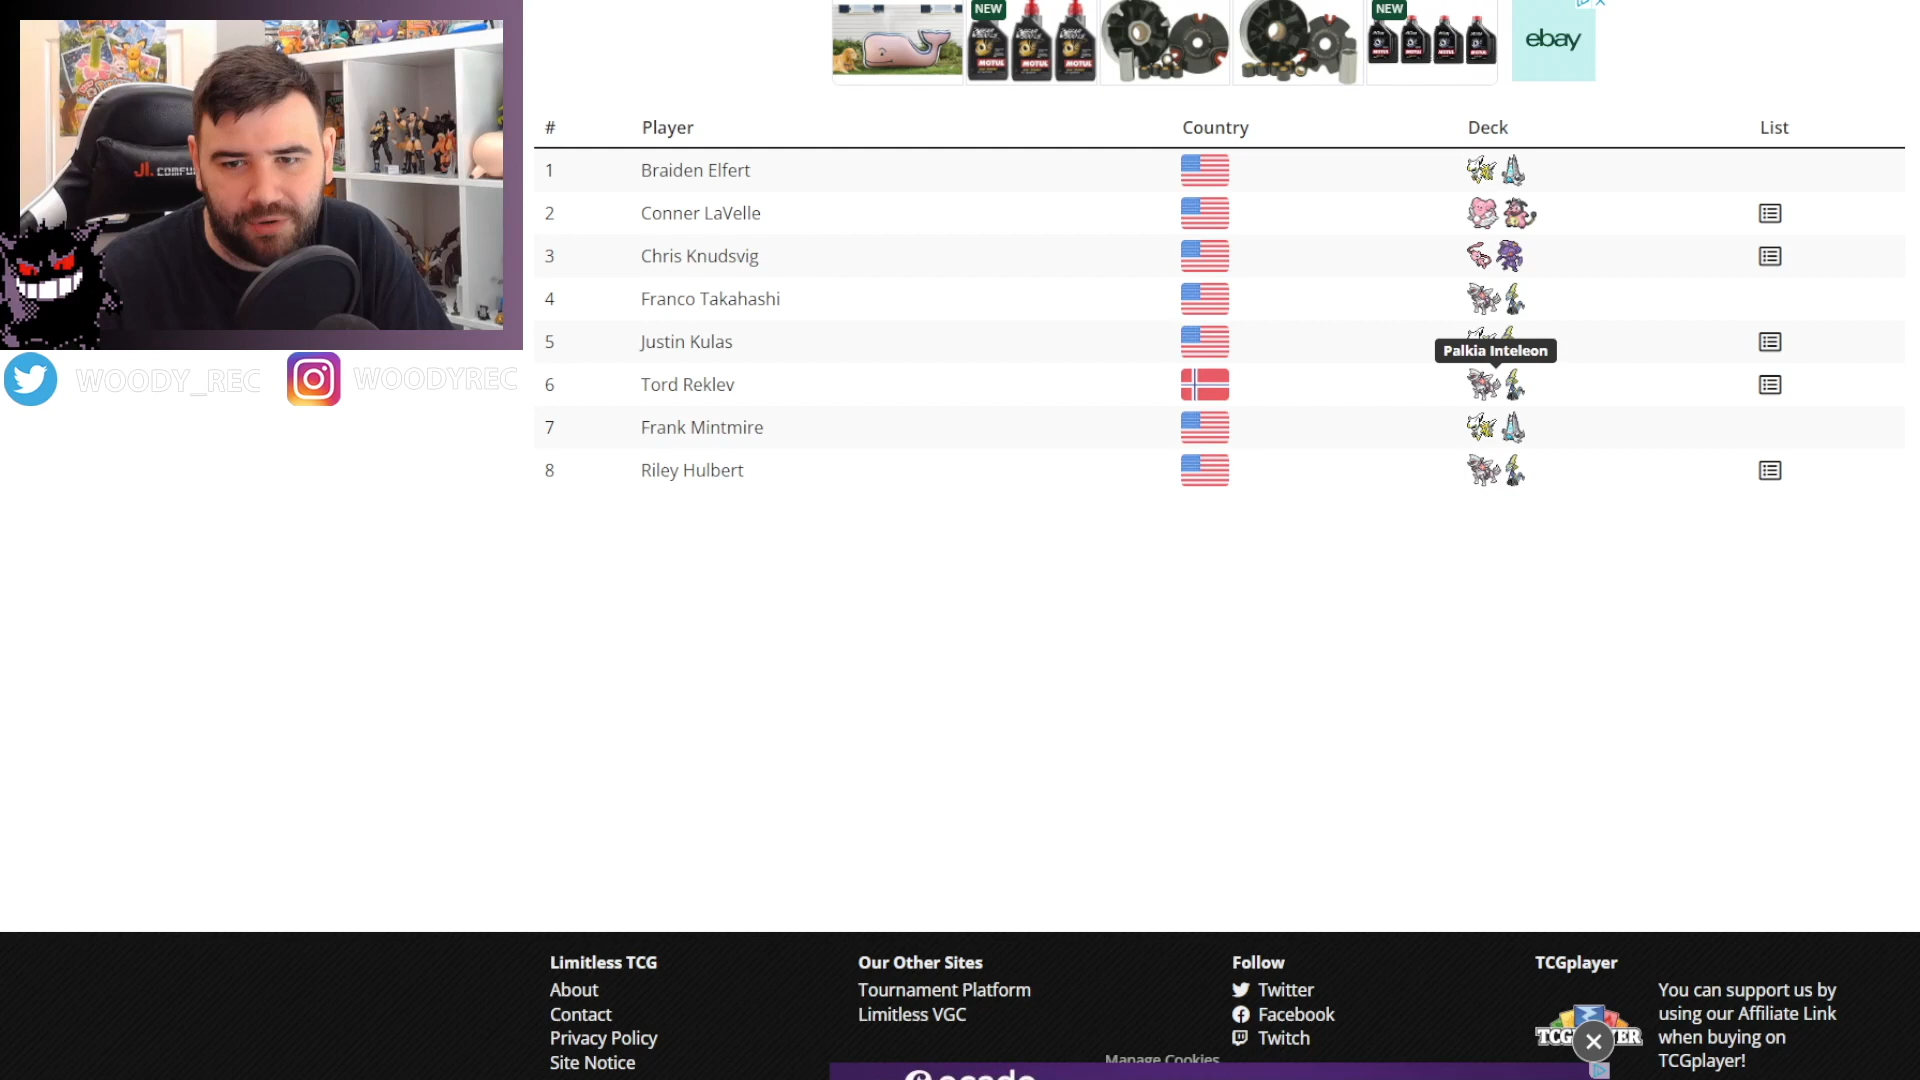 NEW
NEW
MOTUL
MOTUL
MOTUL
ebay
# Player Country Deck List
1 Braiden Elfert
2 Conner LaVelle
3 Chris Knudsvig
4 Franco Takahashi
5 Justin Kulas
Palkia Inteleon
6 Tord Reklev
7 Frank Mintmire
8 Riley Hulbert
WOODY_REC WOODYREC
Limitless TCG
About
Contact
Privacy Policy
Site Notice
Our Other Sites
Tournament Platform
Limitless VGC
Follow
Twitter
Facebook
Twitch
Manage Cookies
TCGplayer
You can support us by
using our Affiliate Link
when buying on
TCGplayer!